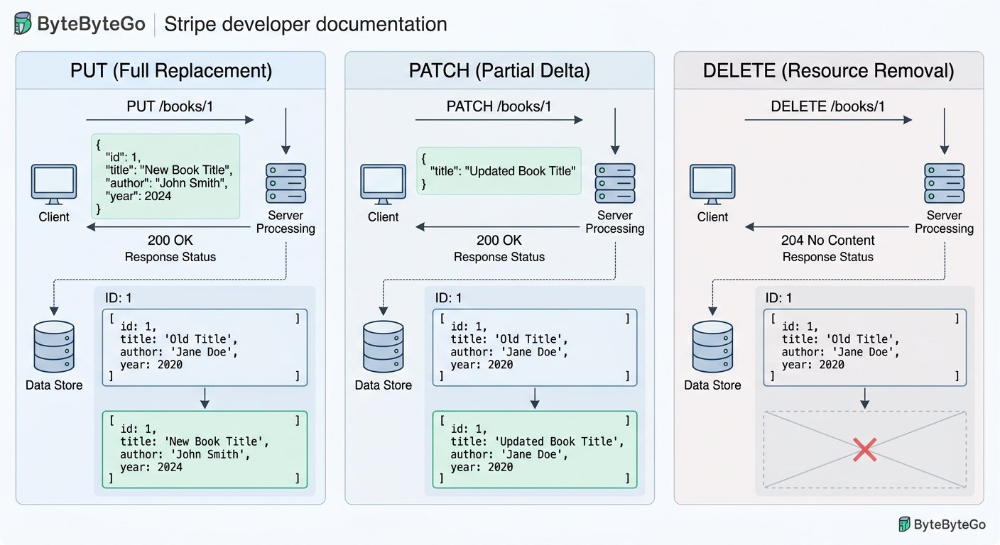 ByteByteGo | Stripe developer documentation
PUT (Full Replacement)
PUT /books/1
{
"id": 1,
"title": "New Book Title",
"author": "John Smith",
"year": 2024
}
Client
Server
Processing
200 OK
Response Status
ID: 1
[ ]
id: 1,
title: 'Old Title',
author: 'Jane Doe',
year: 2020
] ]
Data Store
[ ]
id: 1,
title: 'New Book Title',
author: 'John Smith',
year: 2024
] ]
PATCH (Partial Delta)
PATCH /books/1
{
"title": "Updated Book Title"
}
Client
Server
Processing
200 OK
Response Status
ID: 1
[ ]
id: 1,
title: 'Old Title',
author: 'Jane Doe',
year: 2020
] ]
Data Store
[ ]
id: 1,
title: 'Updated Book Title',
author: 'Jane Doe',
year: 2020
] ]
DELETE (Resource Removal)
DELETE /books/1
Client
Server
Processing
204 No Content
Response Status
ID: 1
[ ]
id: 1,
title: 'Old Title',
author: 'Jane Doe',
year: 2020
] ]
Data Store
ByteByteGo